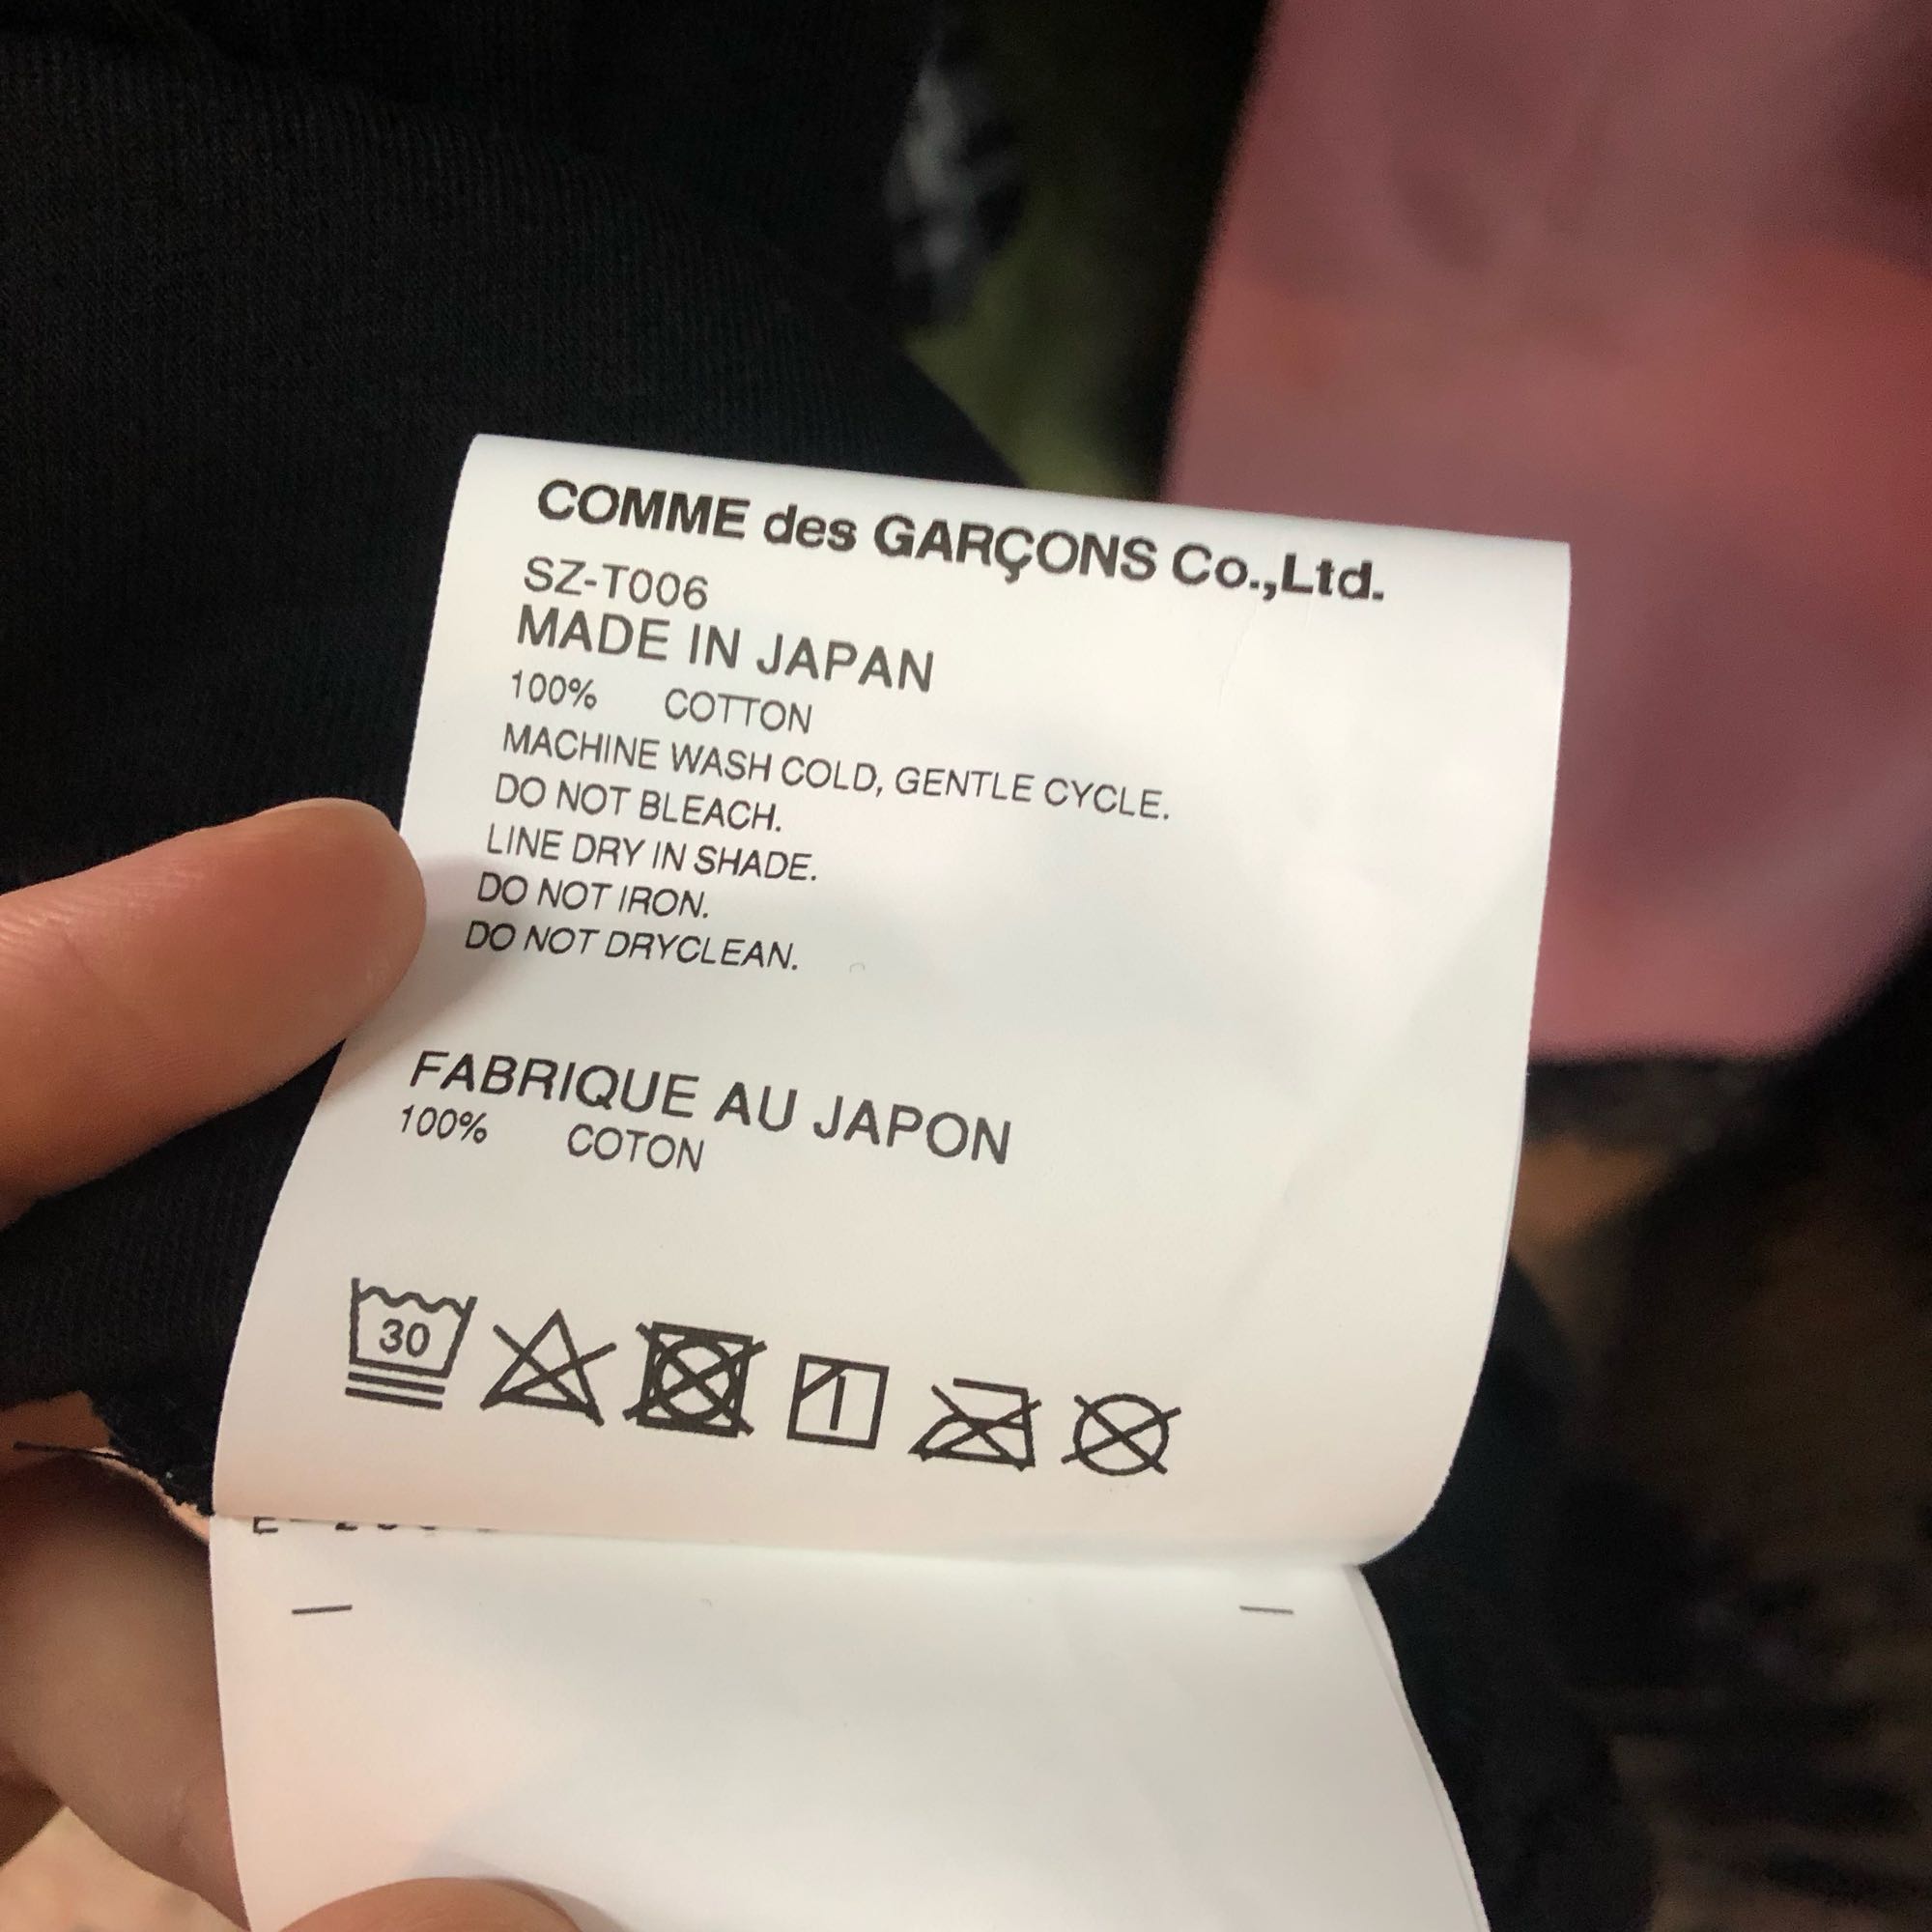 COMME des GARÇONS Co.,Ltd.
SZ-T006
MADE IN JAPAN
100% COTTON
MACHINE WASH COLD, GENTLE CYCLE.
DO NOT BLEACH.
LINE DRY IN SHADE.
DO NOT IRON.
DO NOT DRYCLEAN.
FABRIQUE AU JAPON
100% COTON
30